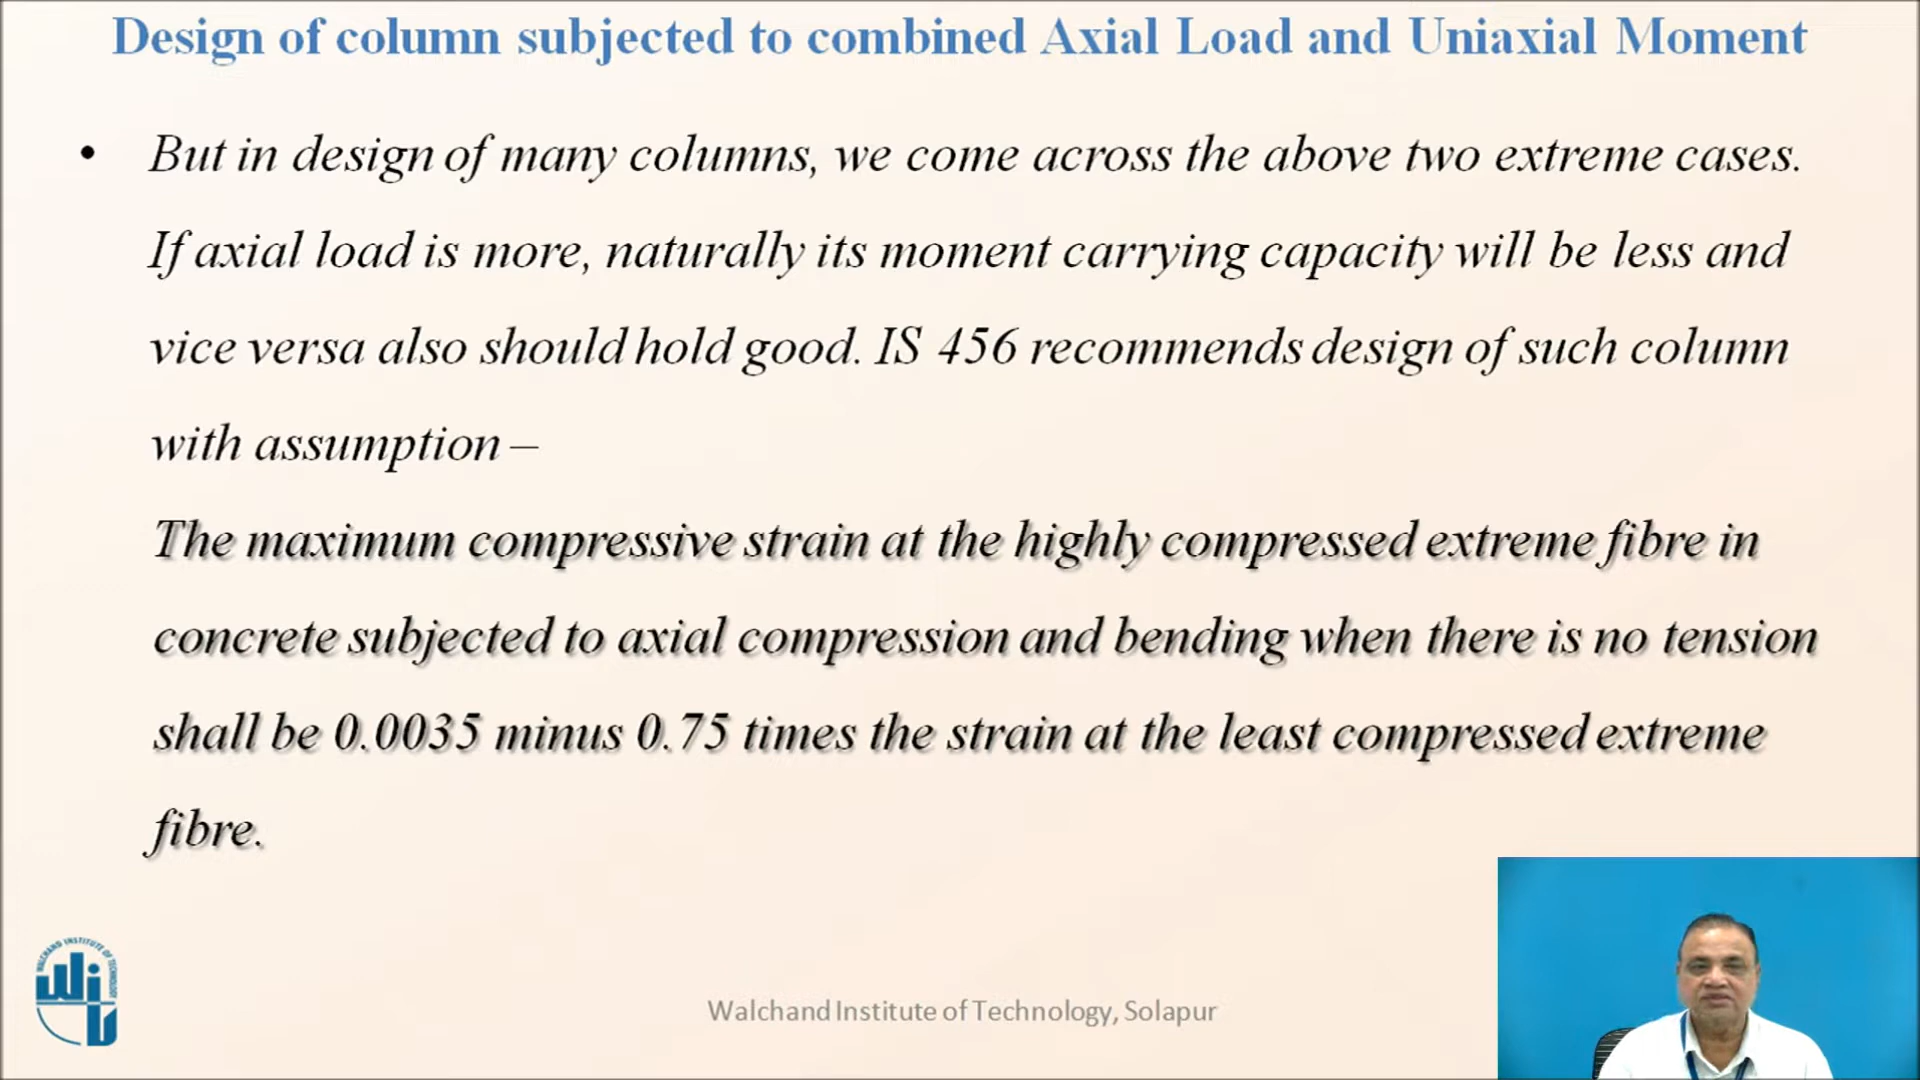 Design of column subjected to combined Axial Load and Uniaxial Moment
• But in design of many columns, we come across the above two extreme cases.
If axial load is more, naturally its moment carrying capacity will be less and
vice versa also should hold good. IS 456 recommends design of such column
with assumption –
The maximum compressive strain at the highly compressed extreme fibre in
concrete subjected to axial compression and bending when there is no tension
shall be 0.0035 minus 0.75 times the strain at the least compressed extreme
fibre.
WALCHAND INSTITUTE OF TECHNOLOGY
Walchand Institute of Technology, Solapur